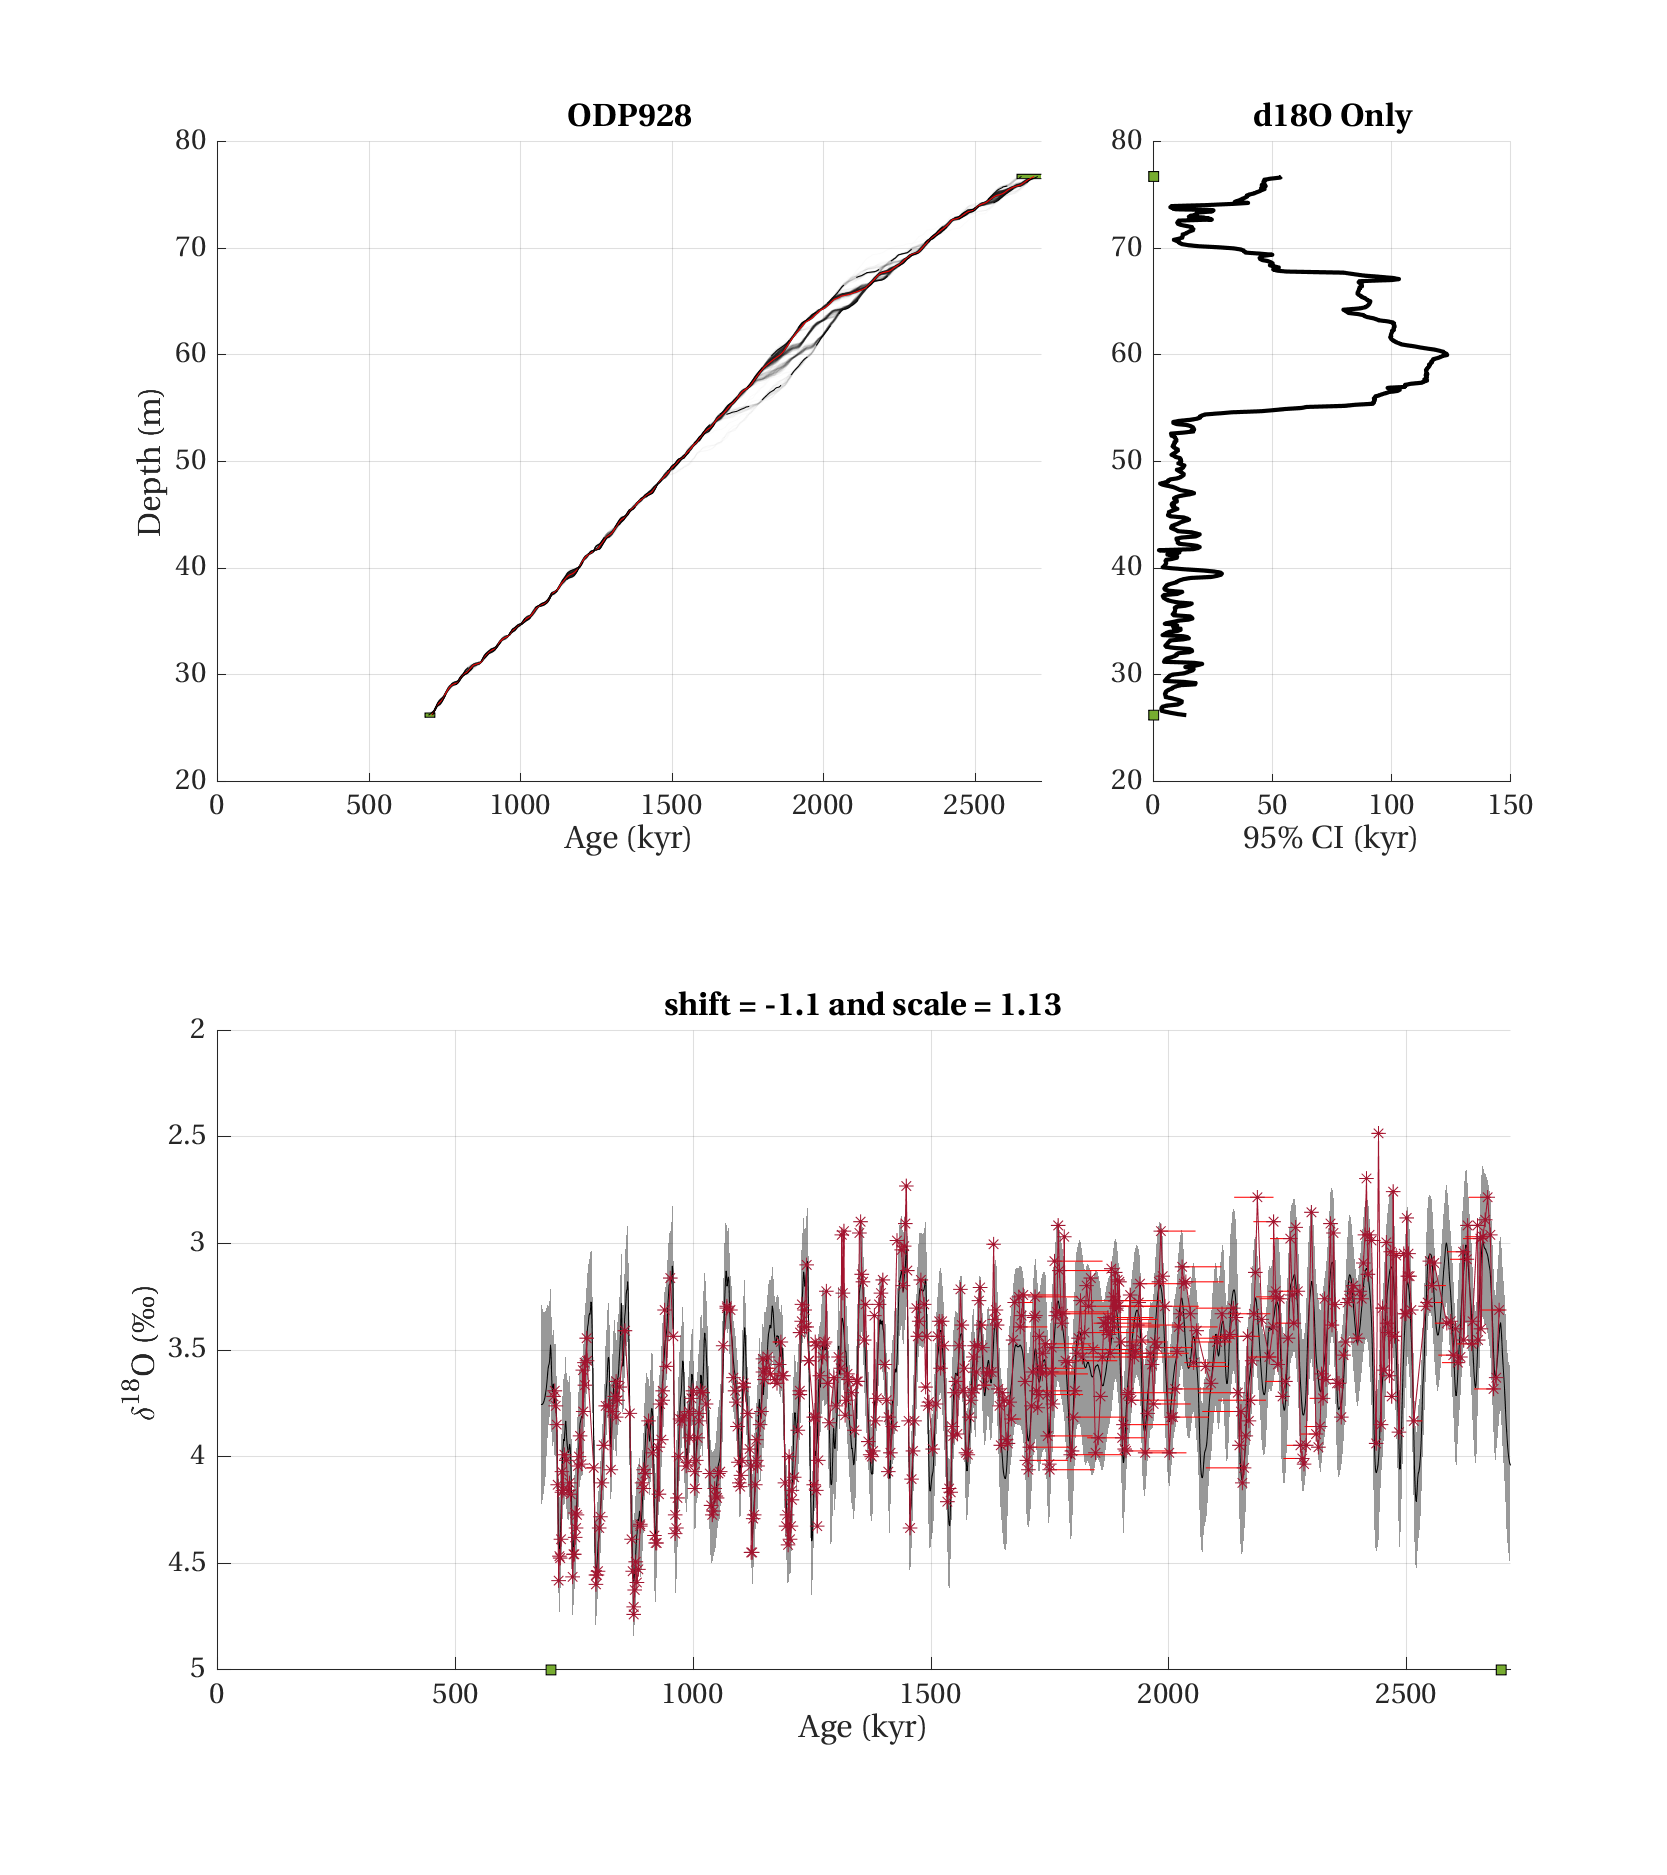 ODP928
d18O Only
80
70
60
50
40
30
20
Depth (m)
0 500 1000 1500 2000 2500
Age (kyr)
80
70
60
50
40
30
20
0 50 100 150
95% CI (kyr)
shift = -1.1 and scale = 1.13
2
2.5
3
3.5
4
4.5
5
δ¹⁸O (‰)
0 500 1000 1500 2000 2500
Age (kyr)